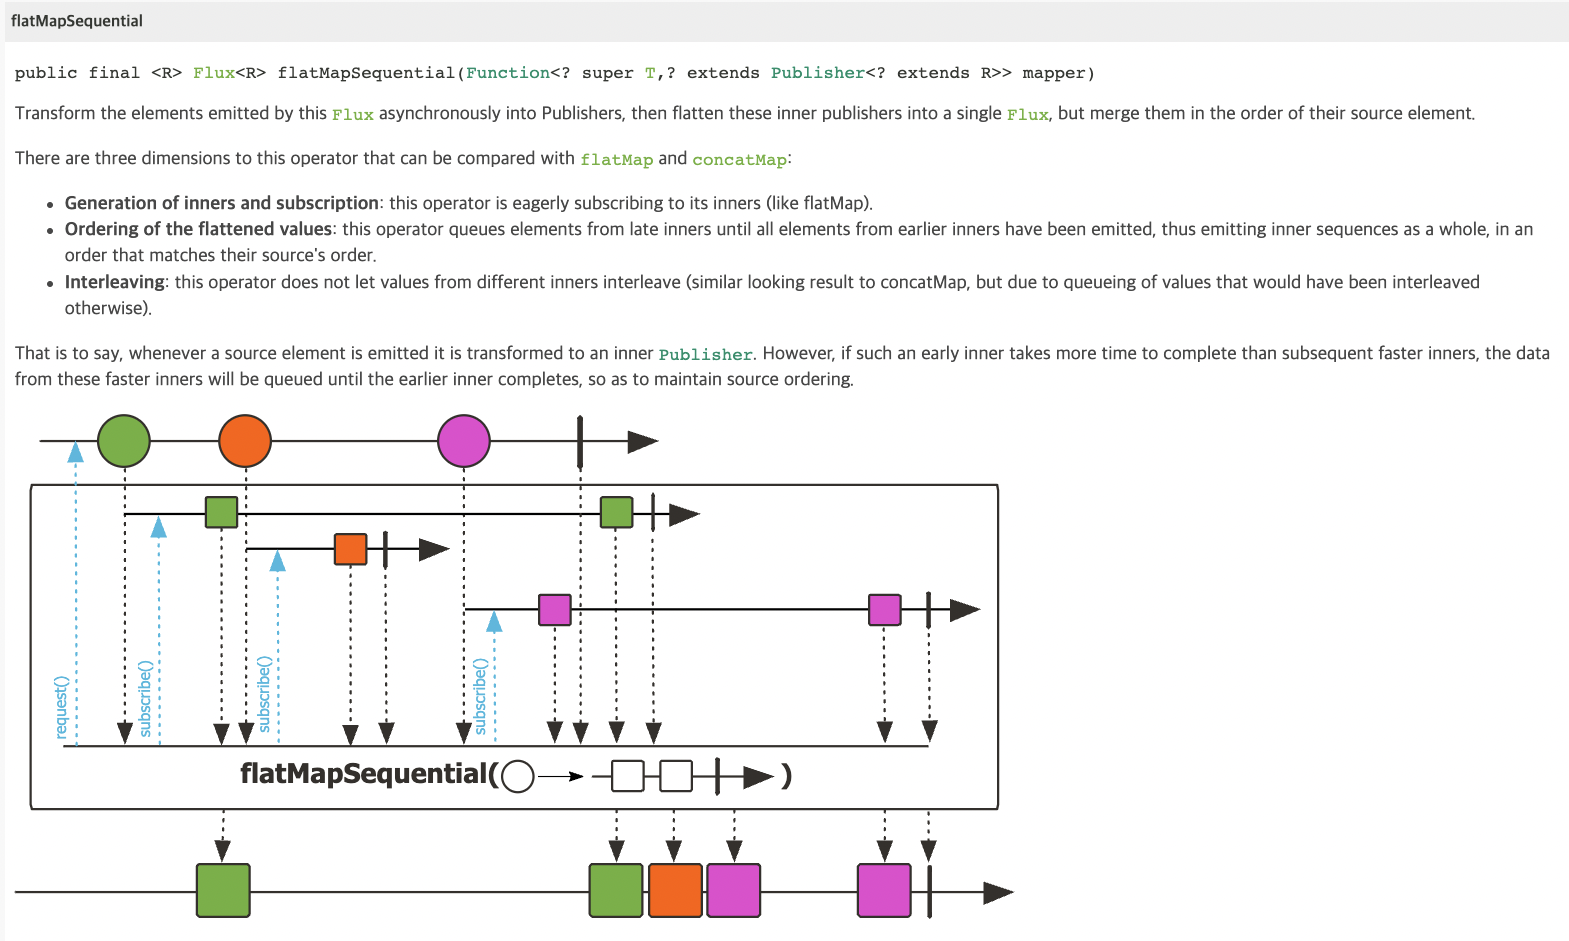 flatMapSequential
public final <R> Flux<R> flatMapSequential(Function<? super T,? extends Publisher<? extends R>> mapper)
Transform the elements emitted by this Flux asynchronously into Publishers, then flatten these inner publishers into a single Flux, but merge them in the order of their source element.
There are three dimensions to this operator that can be compared with flatMap and concatMap:
• Generation of inners and subscription: this operator is eagerly subscribing to its inners (like flatMap).
• Ordering of the flattened values: this operator queues elements from late inners until all elements from earlier inners have been emitted, thus emitting inner sequences as a whole, in an
order that matches their source's order.
• Interleaving: this operator does not let values from different inners interleave (similar looking result to concatMap, but due to queueing of values that would have been interleaved
otherwise).
That is to say, whenever a source element is emitted it is transformed to an inner Publisher. However, if such an early inner takes more time to complete than subsequent faster inners, the data
from these faster inners will be queued until the earlier inner completes, so as to maintain source ordering.
request()
subscribe()
subscribe()
subscribe()
flatMapSequential( )